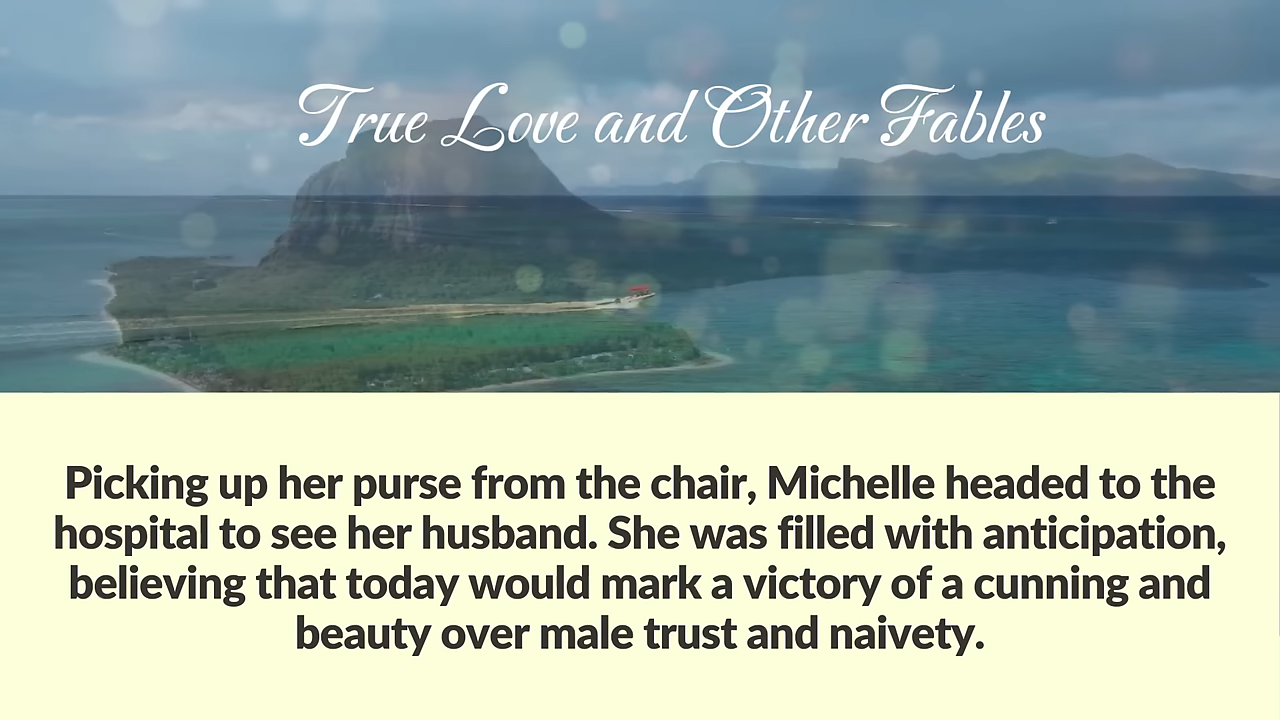 True Love and Other Fables
Picking up her purse from the chair, Michelle headed to the
hospital to see her husband. She was filled with anticipation,
believing that today would mark a victory of a cunning and
beauty over male trust and naivety.